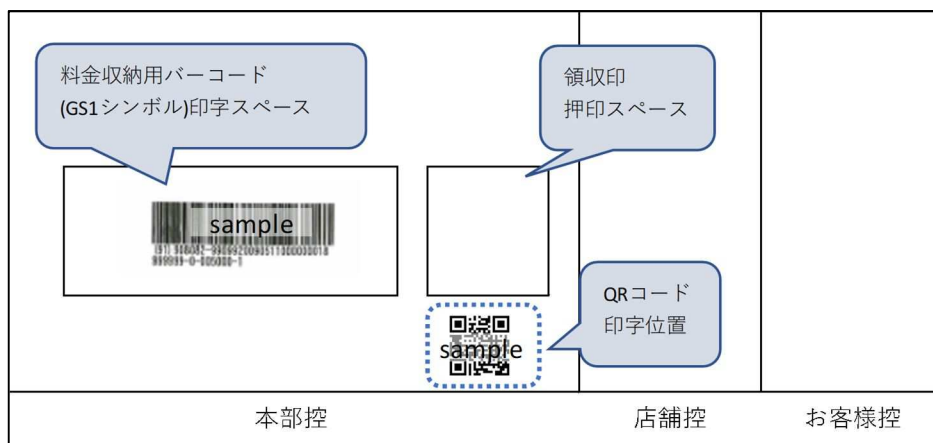 料金収納用バーコード
(GS1シンボル)印字スペース
領収印
押印スペース
sample
QRコード
印字位置
sample
本部控
店舗控
お客様控